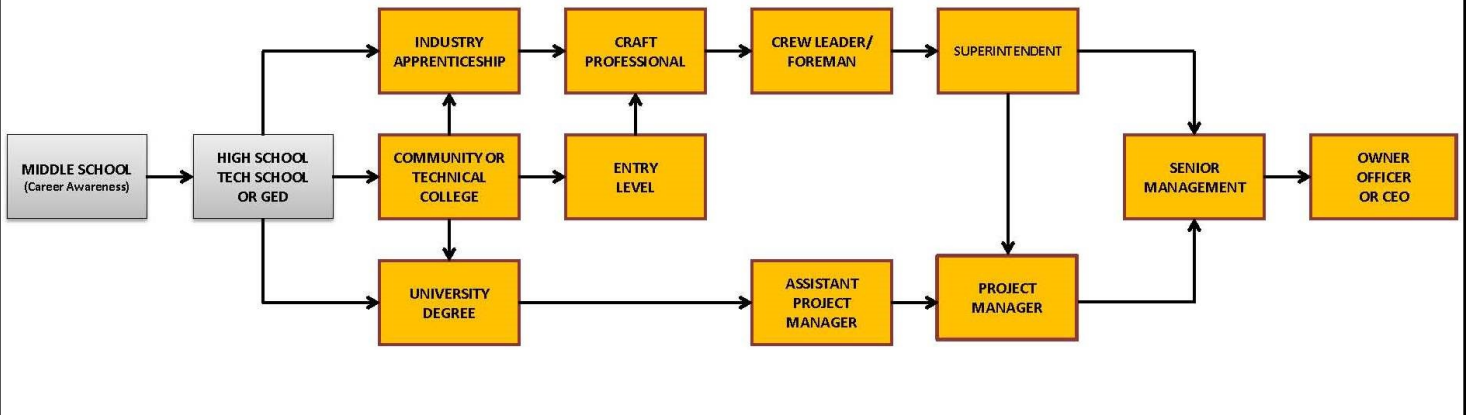 INDUSTRY
APPRENTICESHIP
CRAFT
PROFESSIONAL
CREW LEADER/
FOREMAN
SUPERINTENDENT
MIDDLE SCHOOL
(Career Awareness)
HIGH SCHOOL
TECH SCHOOL
OR GED
COMMUNITY OR
TECHNICAL
COLLEGE
ENTRY
LEVEL
SENIOR
MANAGEMENT
OWNER
OFFICER
OR CEO
UNIVERSITY
DEGREE
ASSISTANT
PROJECT
MANAGER
PROJECT
MANAGER